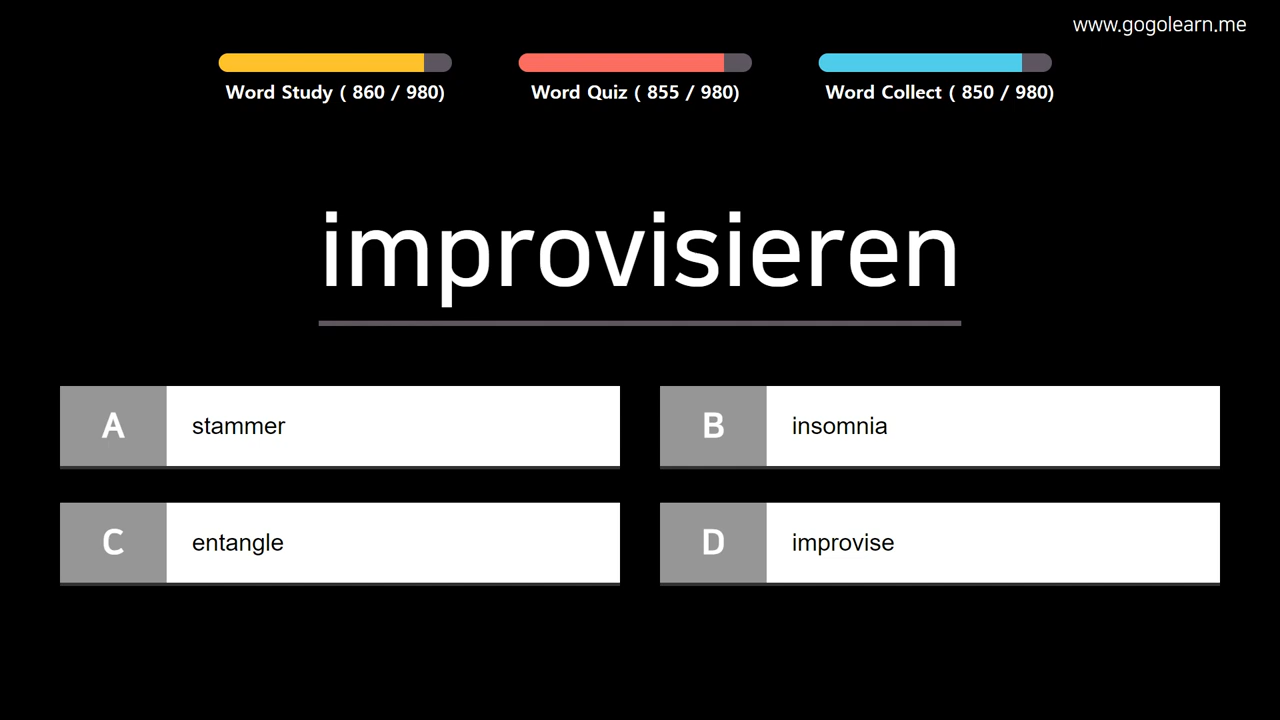 www.gogolearn.me
Word Study ( 860 / 980)
Word Quiz ( 855 / 980)
Word Collect ( 850 / 980)
improvisieren
A stammer
B insomnia
C entangle
D improvise